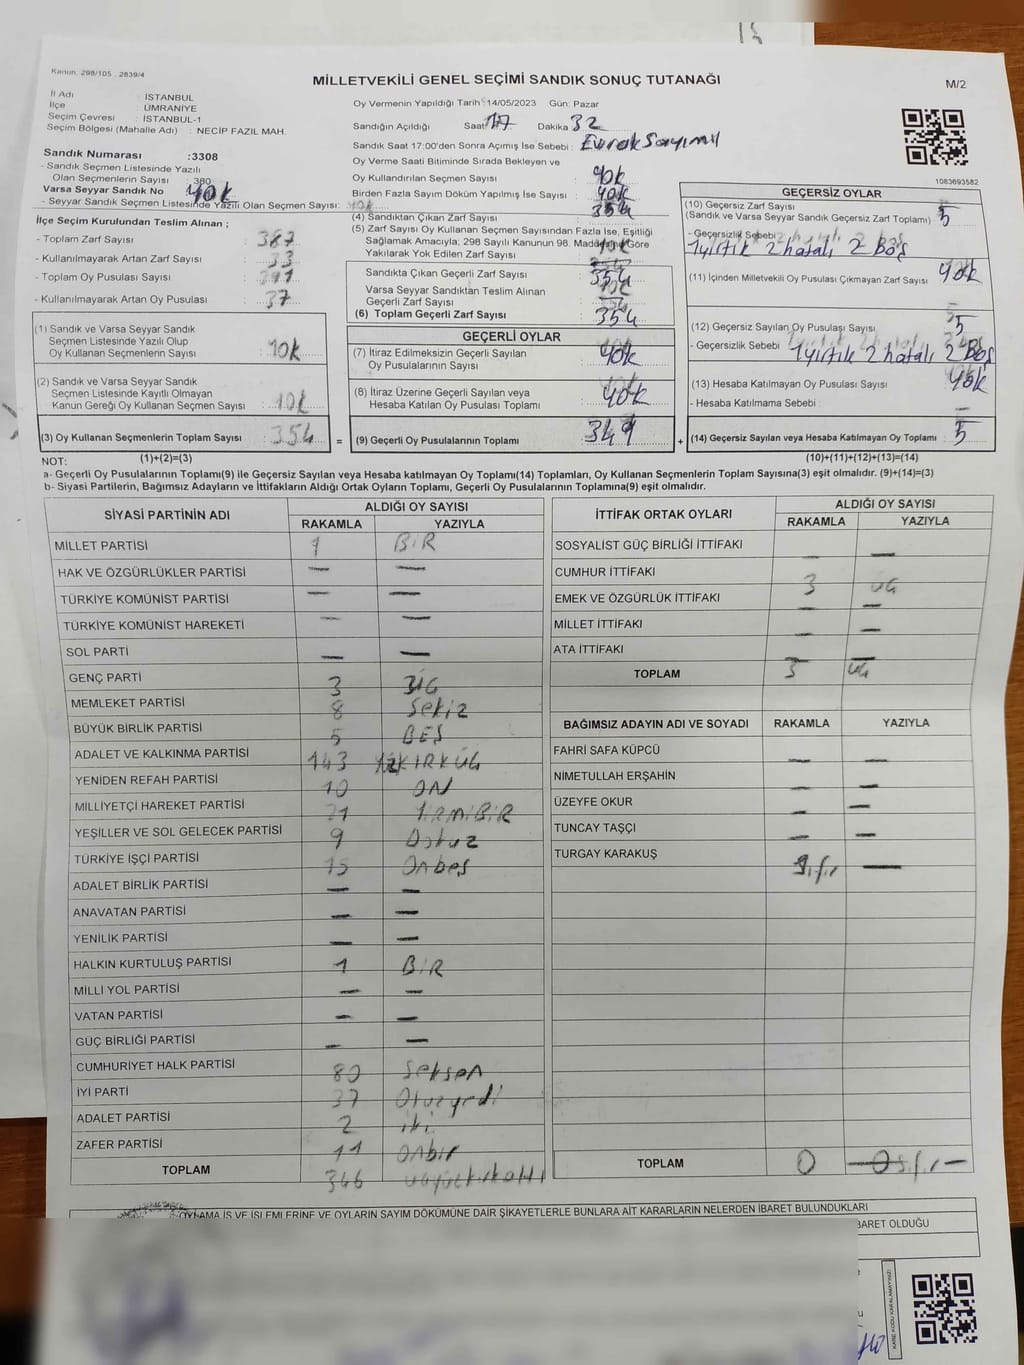 Kanun. 298/105 . 2839/4
MİLLETVEKİLİ GENEL SEÇİMİ SANDIK SONUÇ TUTANAĞI
M/2
İl Adı : İSTANBUL
İlçe : ÜMRANİYE
Seçim Çevresi : İSTANBUL-1
Seçim Bölgesi (Mahalle Adı) : NECİP FAZIL MAH.
Sandık Numarası :3308
- Sandık Seçmen Listesinde Yazılı
Olan Seçmenlerin Sayısı : 380
Varsa Seyyar Sandık No YOK
- Seyyar Sandık Seçmen Listesinde Yazılı Olan Seçmen Sayısı: YOK
İlçe Seçim Kurulundan Teslim Alınan ;
- Toplam Zarf Sayısı : 387
- Kullanılmayarak Artan Zarf Sayısı : 33
- Toplam Oy Pusulası Sayısı : 391
- Kullanılmayarak Artan Oy Pusulası : 37
(1) Sandık ve Varsa Seyyar Sandık
Seçmen Listesinde Yazılı Olup
Oy Kullanan Seçmenlerin Sayısı : YOK
(2) Sandık ve Varsa Seyyar Sandık
Seçmen Listesinde Kayıtlı Olmayan
Kanun Gereği Oy Kullanan Seçmen Sayısı : YOK
(3) Oy Kullanan Seçmenlerin Toplam Sayısı : 354 =
(1)+(2)=(3)
Oy Vermenin Yapıldığı Tarih :14/05/2023 Gün: Pazar
Sandığın Açıldığı Saat: 17 Dakika 32
Sandık Saat 17:00'den Sonra Açımış İse Sebebi : Evrak Sayımı
Oy Verme Saati Bitiminde Sırada Bekleyen ve
Oy Kullandırılan Seçmen Sayısı : YOK
Birden Fazla Sayım Döküm Yapılmış İse Sayısı : YOK
(4) Sandıktan Çıkan Zarf Sayısı : 354
(5) Zarf Sayısı Oy Kullanan Seçmen Sayısından Fazla İse, Eşitliği
Sağlamak Amacıyla; 298 Sayılı Kanunun 98. Maddesine Göre
Yakılarak Yok Edilen Zarf Sayısı : YOK
Sandıkta Çıkan Geçerli Zarf Sayısı : 354
Varsa Seyyar Sandıktan Teslim Alınan
Geçerli Zarf Sayısı : YOK
(6) Toplam Geçerli Zarf Sayısı : 354
GEÇERLİ OYLAR
(7) İtiraz Edilmeksizin Geçerli Sayılan
Oy Pusulalarının Sayısı : YOK
(8) İtiraz Üzerine Geçerli Sayılan veya
Hesaba Katılan Oy Pusulası Toplamı : YOK
(9) Geçerli Oy Pusulalarının Toplamı : 349 +
1083693582
GEÇERSİZ OYLAR
(10) Geçersiz Zarf Sayısı
(Sandık ve Varsa Seyyar Sandık Geçersiz Zarf Toplamı) : 5
- Geçersizlik Sebebi :
1 yırtık 2 hatalı 2 Boş
(11) İçinden Milletvekili Oy Pusulası Çıkmayan Zarf Sayısı : YOK
(12) Geçersiz Sayılan Oy Pusulası Sayısı : 5
- Geçersizlik Sebebi : 1 yırtık 2 hatalı 2 Boş
(13) Hesaba Katılmayan Oy Pusulası Sayısı : YOK
- Hesaba Katılmama Sebebi :
(14) Geçersiz Sayılan veya Hesaba Katılmayan Oy Toplamı : 5
(10)+(11)+(12)+(13)=(14)
NOT:
a- Geçerli Oy Pusulalarının Toplamı(9) ile Geçersiz Sayılan veya Hesaba katılmayan Oy Toplamı(14) Toplamları, Oy Kullanan Seçmenlerin Toplam Sayısına(3) eşit olmalıdır. (9)+(14)=(3)
b- Siyasi Partilerin, Bağımsız Adayların ve İttifakların Aldığı Ortak Oyların Toplamı, Geçerli Oy Pusulalarının Toplamına(9) eşit olmalıdır.
SİYASİ PARTİNİN ADI
ALDIĞI OY SAYISI
RAKAMLA YAZIYLA
MİLLET PARTİSİ 1 BİR
HAK VE ÖZGÜRLÜKLER PARTİSİ — —
TÜRKİYE KOMÜNİST PARTİSİ — —
TÜRKİYE KOMÜNİST HAREKETİ — —
SOL PARTİ — —
GENÇ PARTİ 3 ÜÇ
MEMLEKET PARTİSİ 8 Sekiz
BÜYÜK BİRLİK PARTİSİ 5 BEŞ
ADALET VE KALKINMA PARTİSİ 143 YÜZKIRKÜÇ
YENİDEN REFAH PARTİSİ 10 ON
MİLLİYETÇİ HAREKET PARTİSİ 21 YİRMİBİR
YEŞİLLER VE SOL GELECEK PARTİSİ 9 Dokuz
TÜRKİYE İŞÇİ PARTİSİ 15 Onbeş
ADALET BİRLİK PARTİSİ — —
ANAVATAN PARTİSİ — —
YENİLİK PARTİSİ — —
HALKIN KURTULUŞ PARTİSİ 1 BİR
MİLLİ YOL PARTİSİ — —
VATAN PARTİSİ — —
GÜÇ BİRLİĞİ PARTİSİ — —
CUMHURİYET HALK PARTİSİ 80 Seksen
İYİ PARTİ 37 Otuzyedi
ADALET PARTİSİ 2 iki
ZAFER PARTİSİ 11 onbir
TOPLAM 346 üçyüzkırkaltı
İTTİFAK ORTAK OYLARI
ALDIĞI OY SAYISI
RAKAMLA YAZIYLA
SOSYALİST GÜÇ BİRLİĞİ İTTİFAKI — —
CUMHUR İTTİFAKI 3 ÜÇ
EMEK VE ÖZGÜRLÜK İTTİFAKI — —
MİLLET İTTİFAKI — —
ATA İTTİFAKI — —
TOPLAM 3 ÜÇ
BAĞIMSIZ ADAYIN ADI VE SOYADI RAKAMLA YAZIYLA
FAHRİ SAFA KÜPCÜ — —
NİMETULLAH ERŞAHİN — —
ÜZEYFE OKUR — —
TUNCAY TAŞÇI — —
TURGAY KARAKUŞ Sıfır —
TOPLAM 0 — 0 sıfır —
OYLAMA İŞ VE İŞLEMLERİNE VE OYLARIN SAYIM DÖKÜMÜNE DAİR ŞİKAYETLERLE BUNLARA AİT KARARLARIN NELERDEN İBARET BULUNDUKLARI
BARET OLDUĞU
KARE KODU KARALAMAYINIZ!